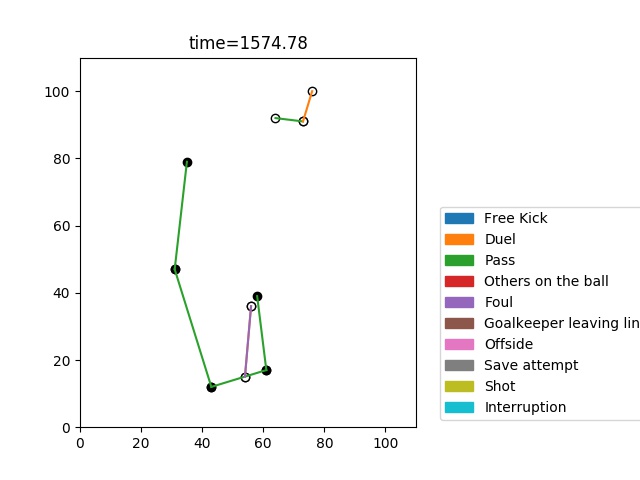 time=1574.78
100
80
60
40
20
0
0 20 40 60 80 100
Free Kick
Duel
Pass
Others on the ball
Foul
Goalkeeper leaving lin
Offside
Save attempt
Shot
Interruption